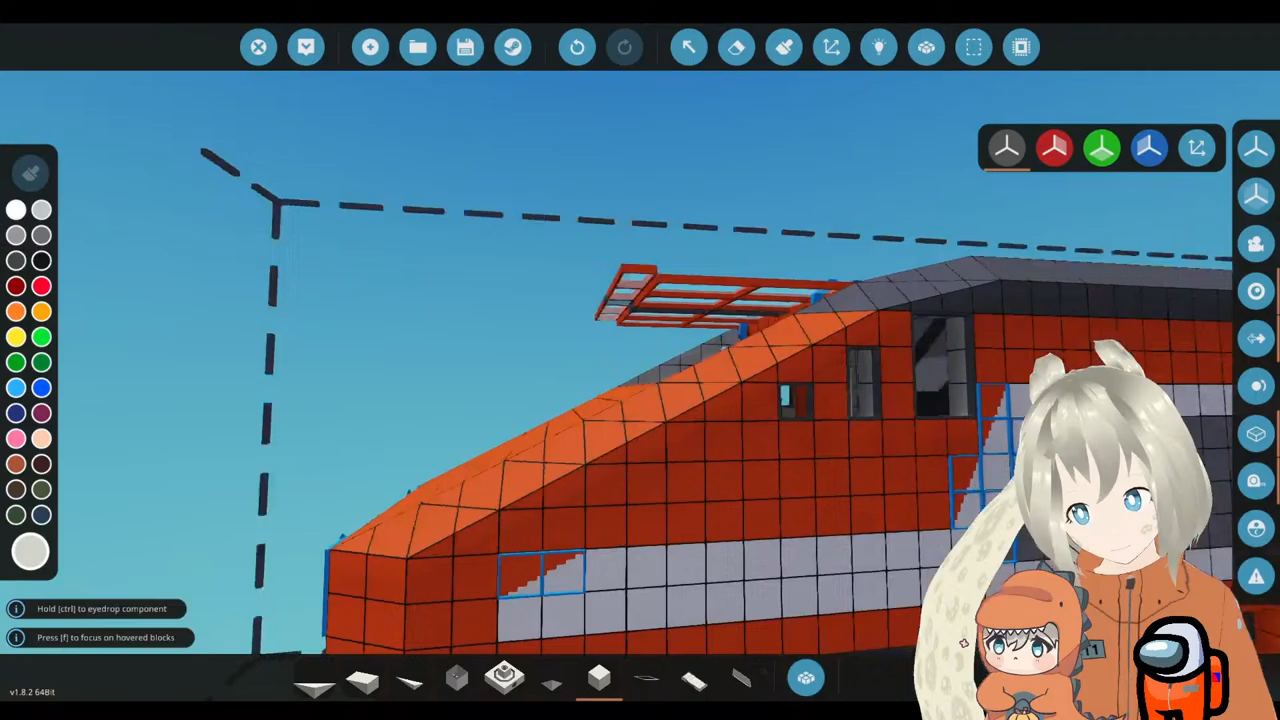 Hold [ctrl] to eyedrop component
Press [f] to focus on hovered blocks
v1.8.2 64Bit